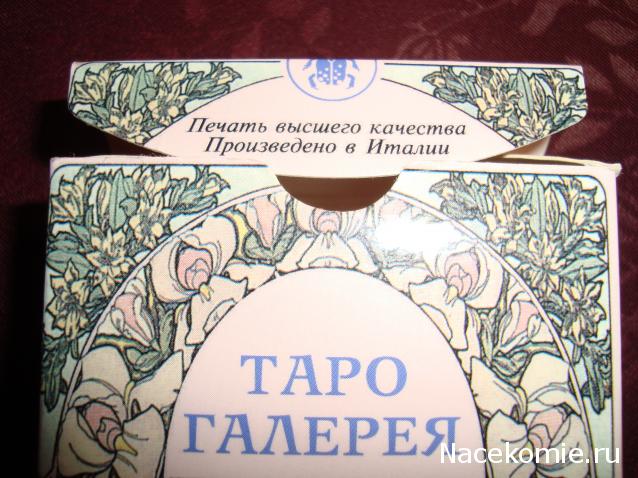 Печать высшего качества
Произведено в Италии
ТАРО
ГАЛЕРЕЯ
Nacekomie.ru